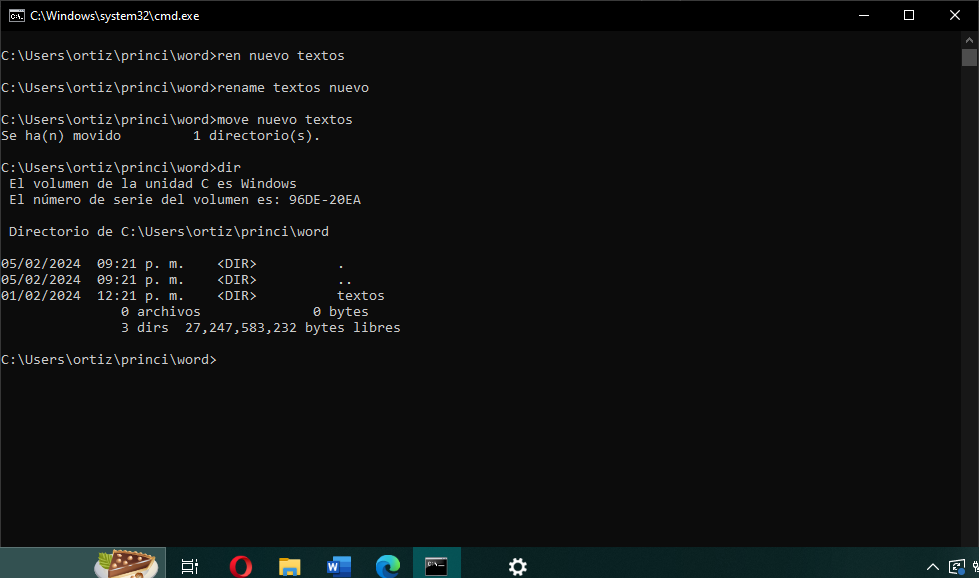 C:\Windows\system32\cmd.exe
C:\Users\ortiz\princi\word>ren nuevo textos
C:\Users\ortiz\princi\word>rename textos nuevo
C:\Users\ortiz\princi\word>move nuevo textos
Se ha(n) movido         1 directorio(s).
C:\Users\ortiz\princi\word>dir
 El volumen de la unidad C es Windows
 El número de serie del volumen es: 96DE-20EA
 Directorio de C:\Users\ortiz\princi\word
05/02/2024  09:21 p. m.    <DIR>          .
05/02/2024  09:21 p. m.    <DIR>          ..
01/02/2024  12:21 p. m.    <DIR>          textos
               0 archivos              0 bytes
               3 dirs  27,247,583,232 bytes libres
C:\Users\ortiz\princi\word>